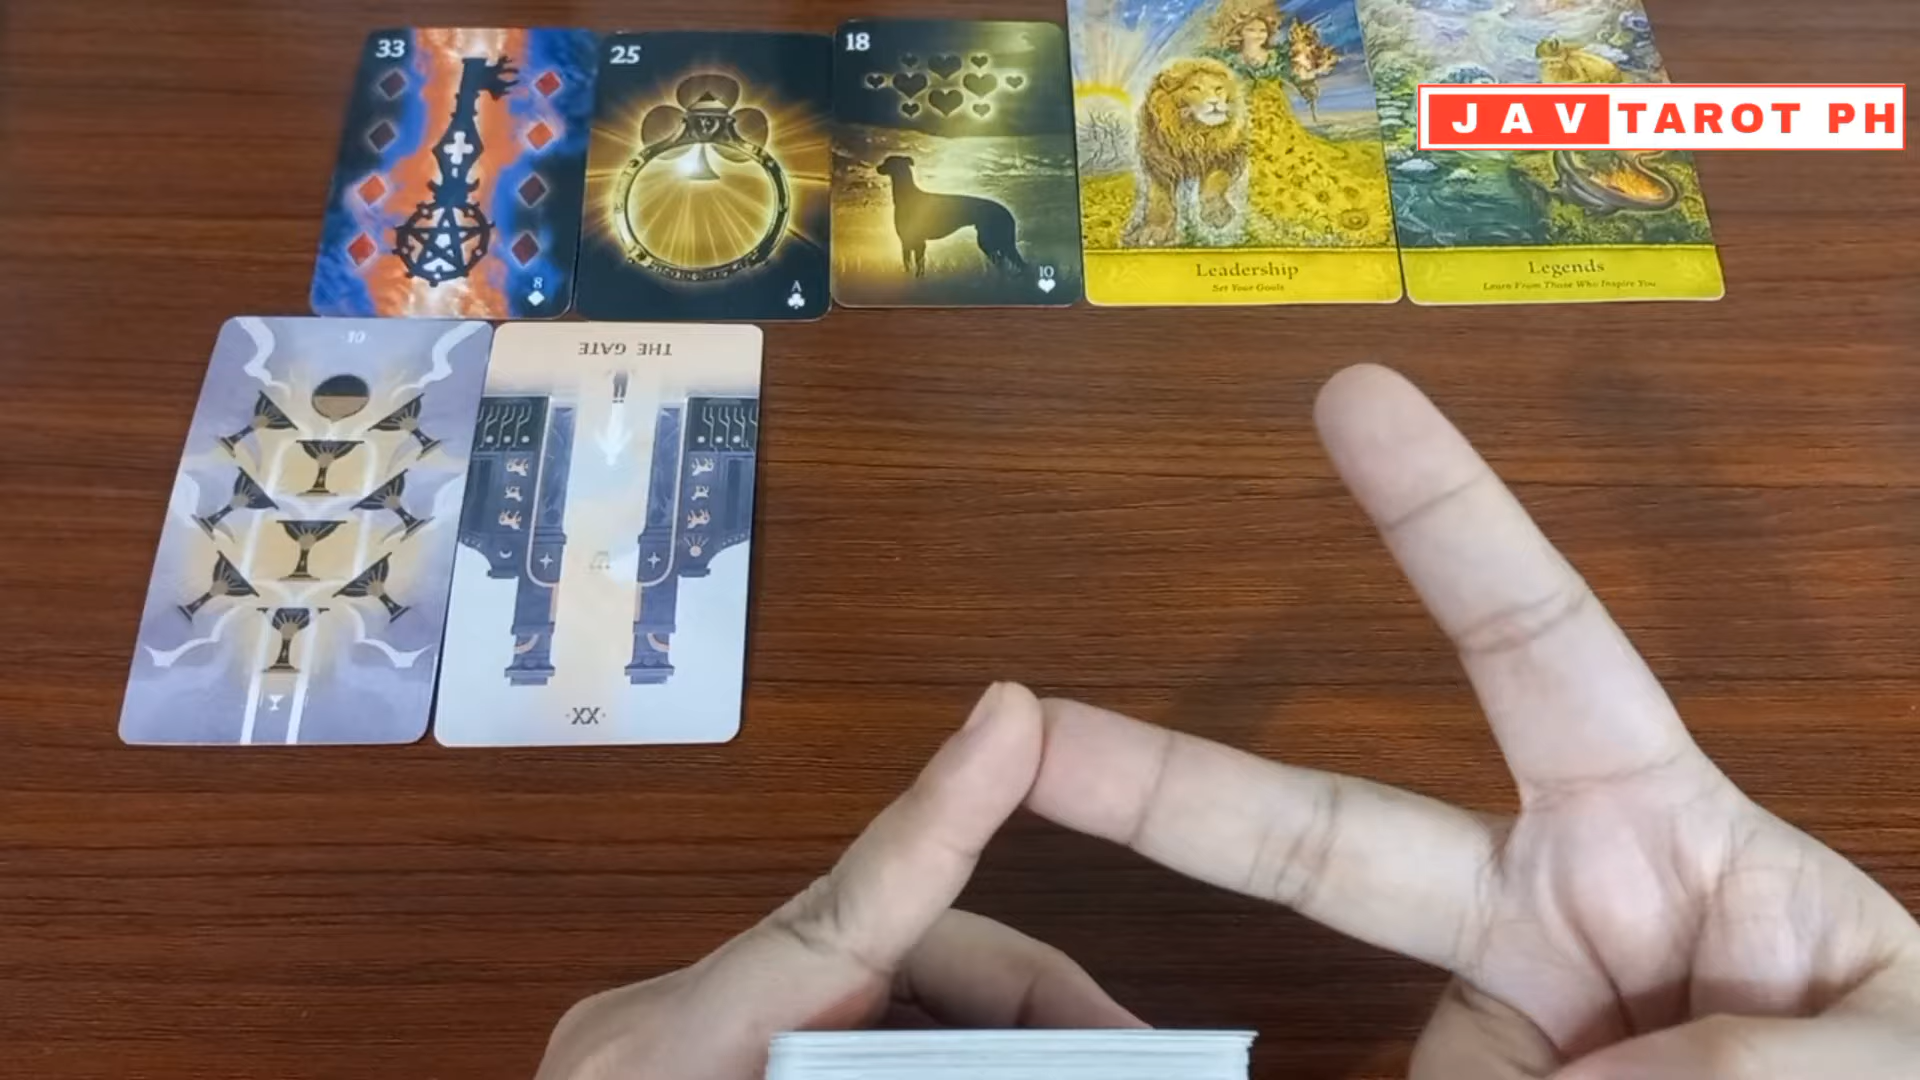 33
25
18
8
A
10
Leadership
Set Your Goals
Legends
Learn From Those Who Inspire You
JAV TAROT PH
·10·
THE GATE
·XX·